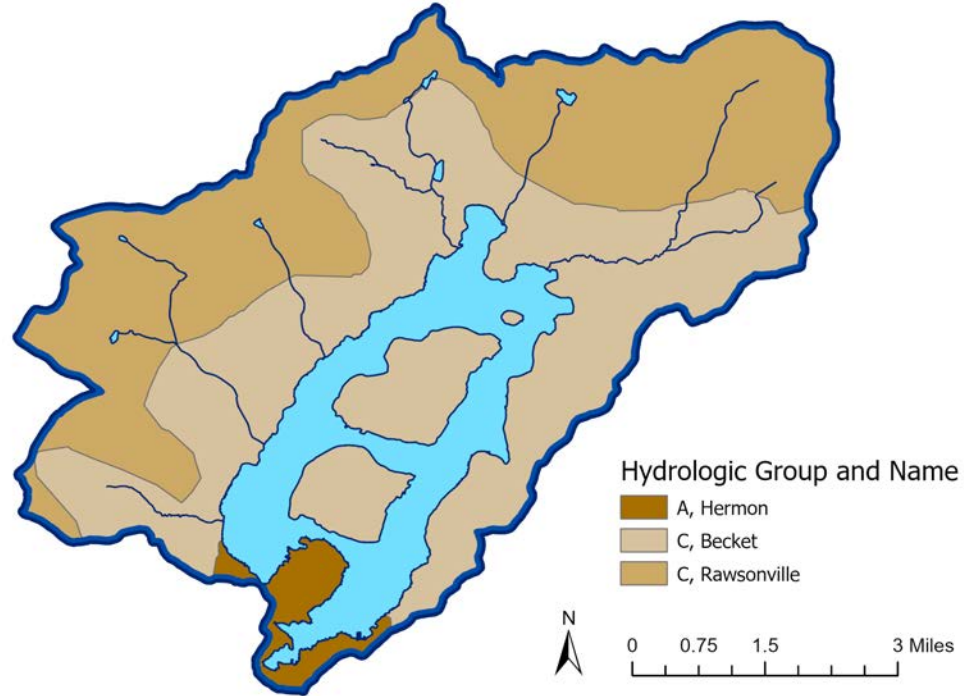 Hydrologic Group and Name
A, Hermon
C, Becket
C, Rawsonville
N
0 0.75 1.5 3 Miles